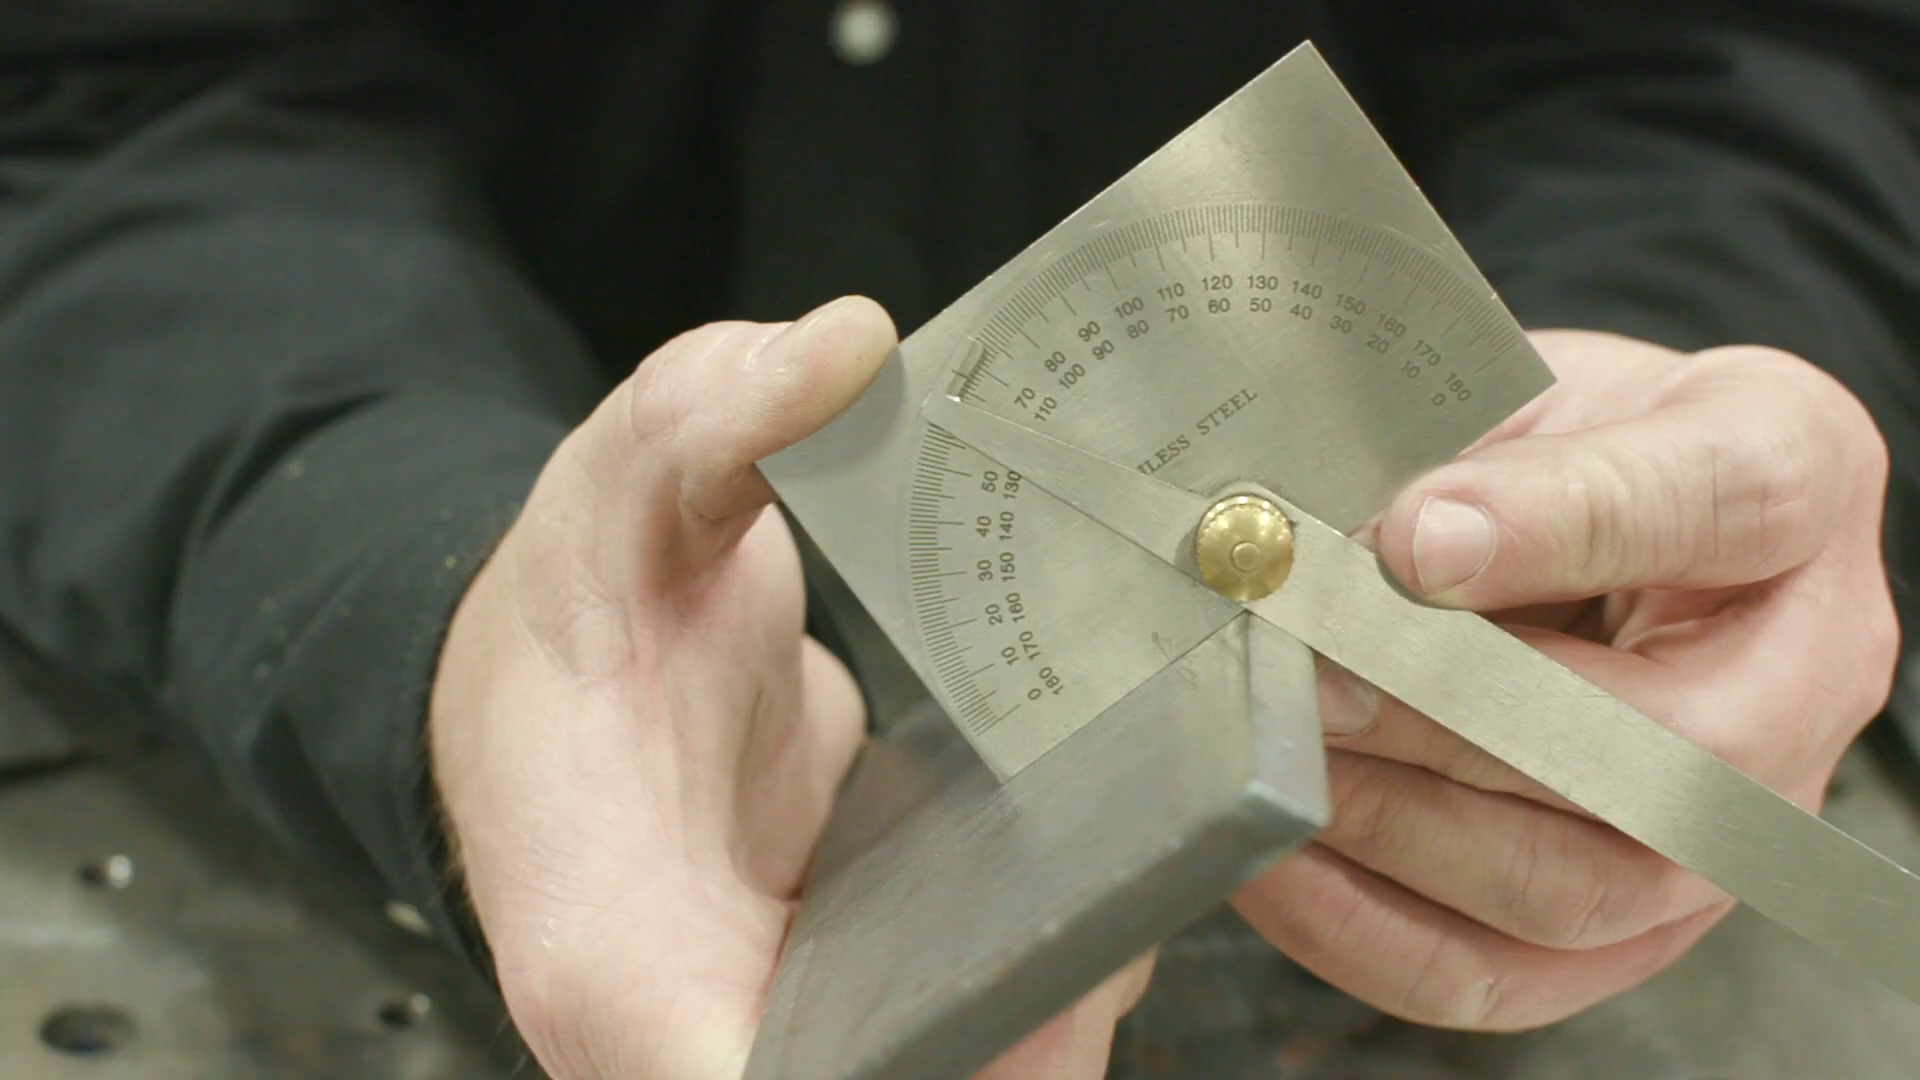 70 80 90 100 110 120 130 140 150 160 170 180
110 100 90 80 70 60 50 40 30 20 10 0
LESS STEEL
50 40 30 20 10 0
130 140 150 160 170 180